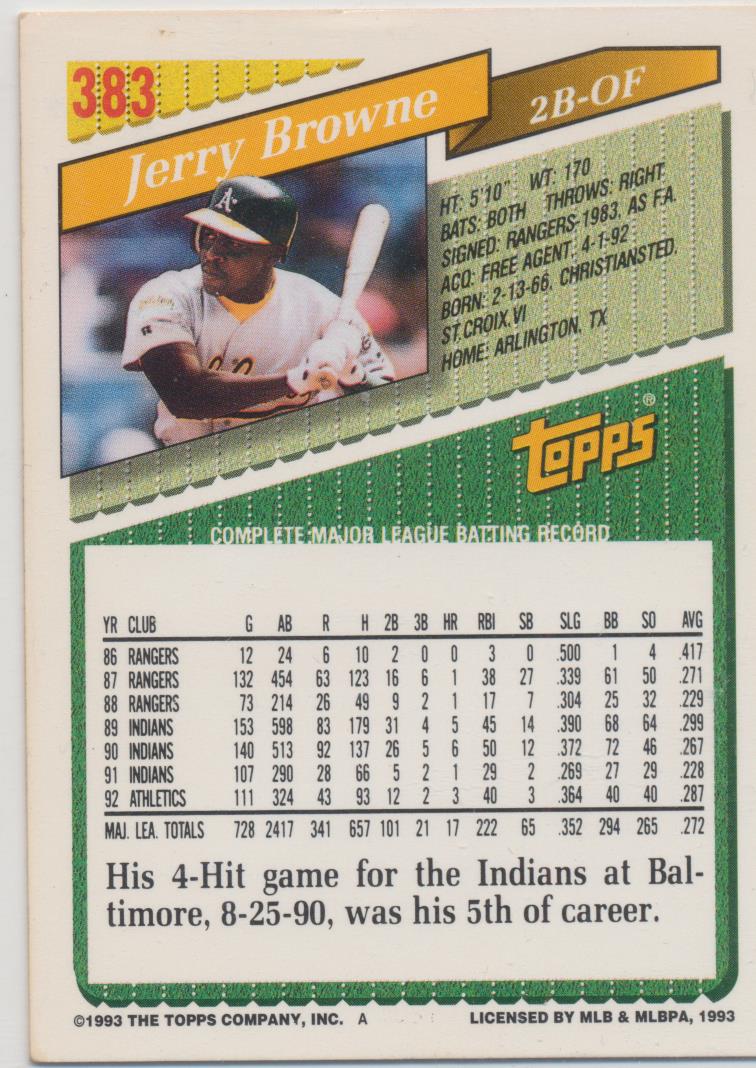 383
Jerry Browne
2B-OF
HT: 5'10" WT: 170
BATS: BOTH THROWS: RIGHT
SIGNED: RANGERS-1983, AS F.A.
ACQ: FREE AGENT, 4-1-92
BORN: 2-13-66, CHRISTIANSTED,
ST.CROIX,VI
HOME: ARLINGTON, TX
A's
TOPPS®
COMPLETE MAJOR LEAGUE BATTING RECORD
YR CLUB G AB R H 2B 3B HR RBI SB SLG BB SO AVG
86 RANGERS 12 24 6 10 2 0 0 3 0 .500 1 4 .417
87 RANGERS 132 454 63 123 16 6 1 38 27 .339 61 50 .271
88 RANGERS 73 214 26 49 9 2 1 17 7 .304 25 32 .229
89 INDIANS 153 598 83 179 31 4 5 45 14 .390 68 64 .299
90 INDIANS 140 513 92 137 26 5 6 50 12 .372 72 46 .267
91 INDIANS 107 290 28 66 5 2 1 29 2 .269 27 29 .228
92 ATHLETICS 111 324 43 93 12 2 3 40 3 .364 40 40 .287
MAJ. LEA. TOTALS 728 2417 341 657 101 21 17 222 65 .352 294 265 .272
His 4-Hit game for the Indians at Bal-
timore, 8-25-90, was his 5th of career.
©1993 THE TOPPS COMPANY, INC. A
LICENSED BY MLB & MLBPA, 1993